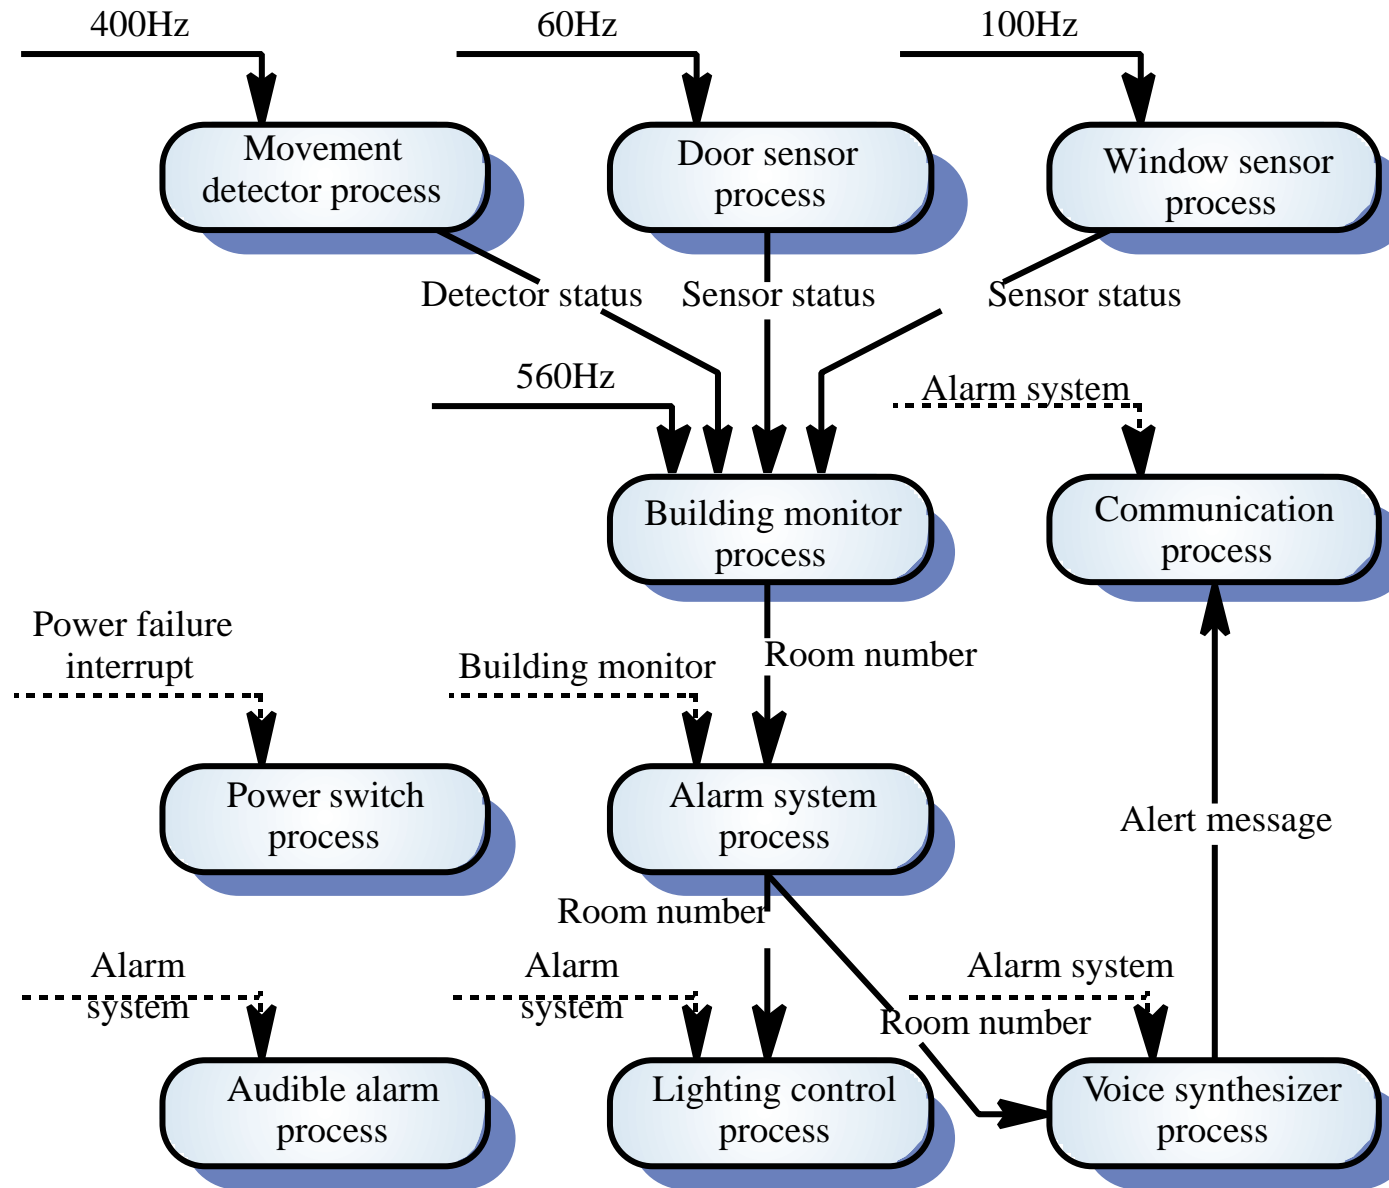 400Hz
60Hz
100Hz
Movement
detector process
Door sensor
process
Window sensor
process
Detector status
Sensor status
Sensor status
560Hz
Alarm system
Building monitor
process
Communication
process
Power failure
interrupt
Building monitor
Room number
Power switch
process
Alarm system
process
Alert message
Room number
Alarm
system
Alarm
system
Alarm system
Room number
Audible alarm
process
Lighting control
process
Voice synthesizer
process